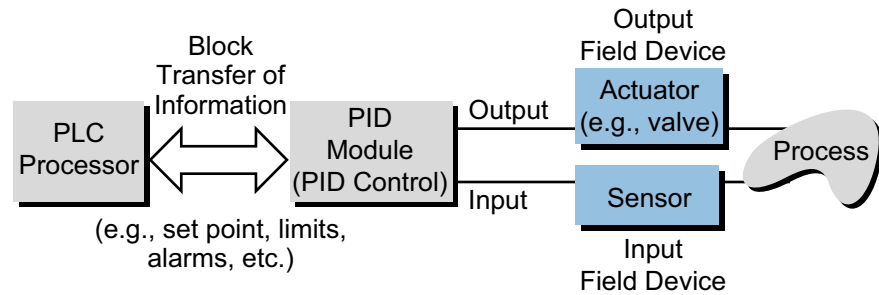 Block
Transfer of
Information
PLC
Processor
(e.g., set point, limits,
alarms, etc.)
PID
Module
(PID Control)
Output
Input
Output
Field Device
Actuator
(e.g., valve)
Sensor
Input
Field Device
Process